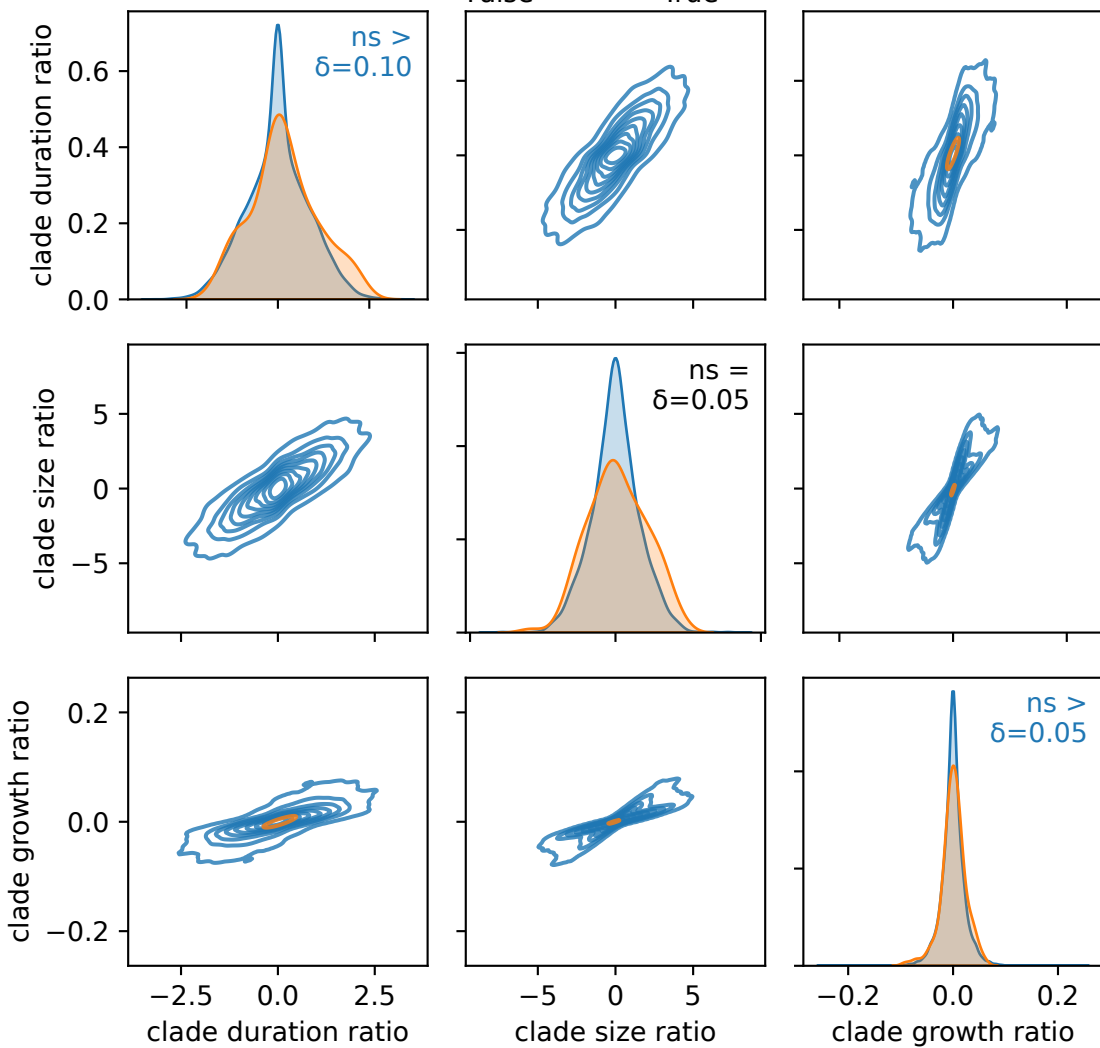 clade duration ratio
0.6
0.4
0.2
0.0
ns >
δ=0.10
clade size ratio
5
0
−5
ns =
δ=0.05
clade growth ratio
0.2
0.0
−0.2
ns >
δ=0.05
−2.5 0.0 2.5
−5 0 5
−0.2 0.0 0.2
clade duration ratio
clade size ratio
clade growth ratio